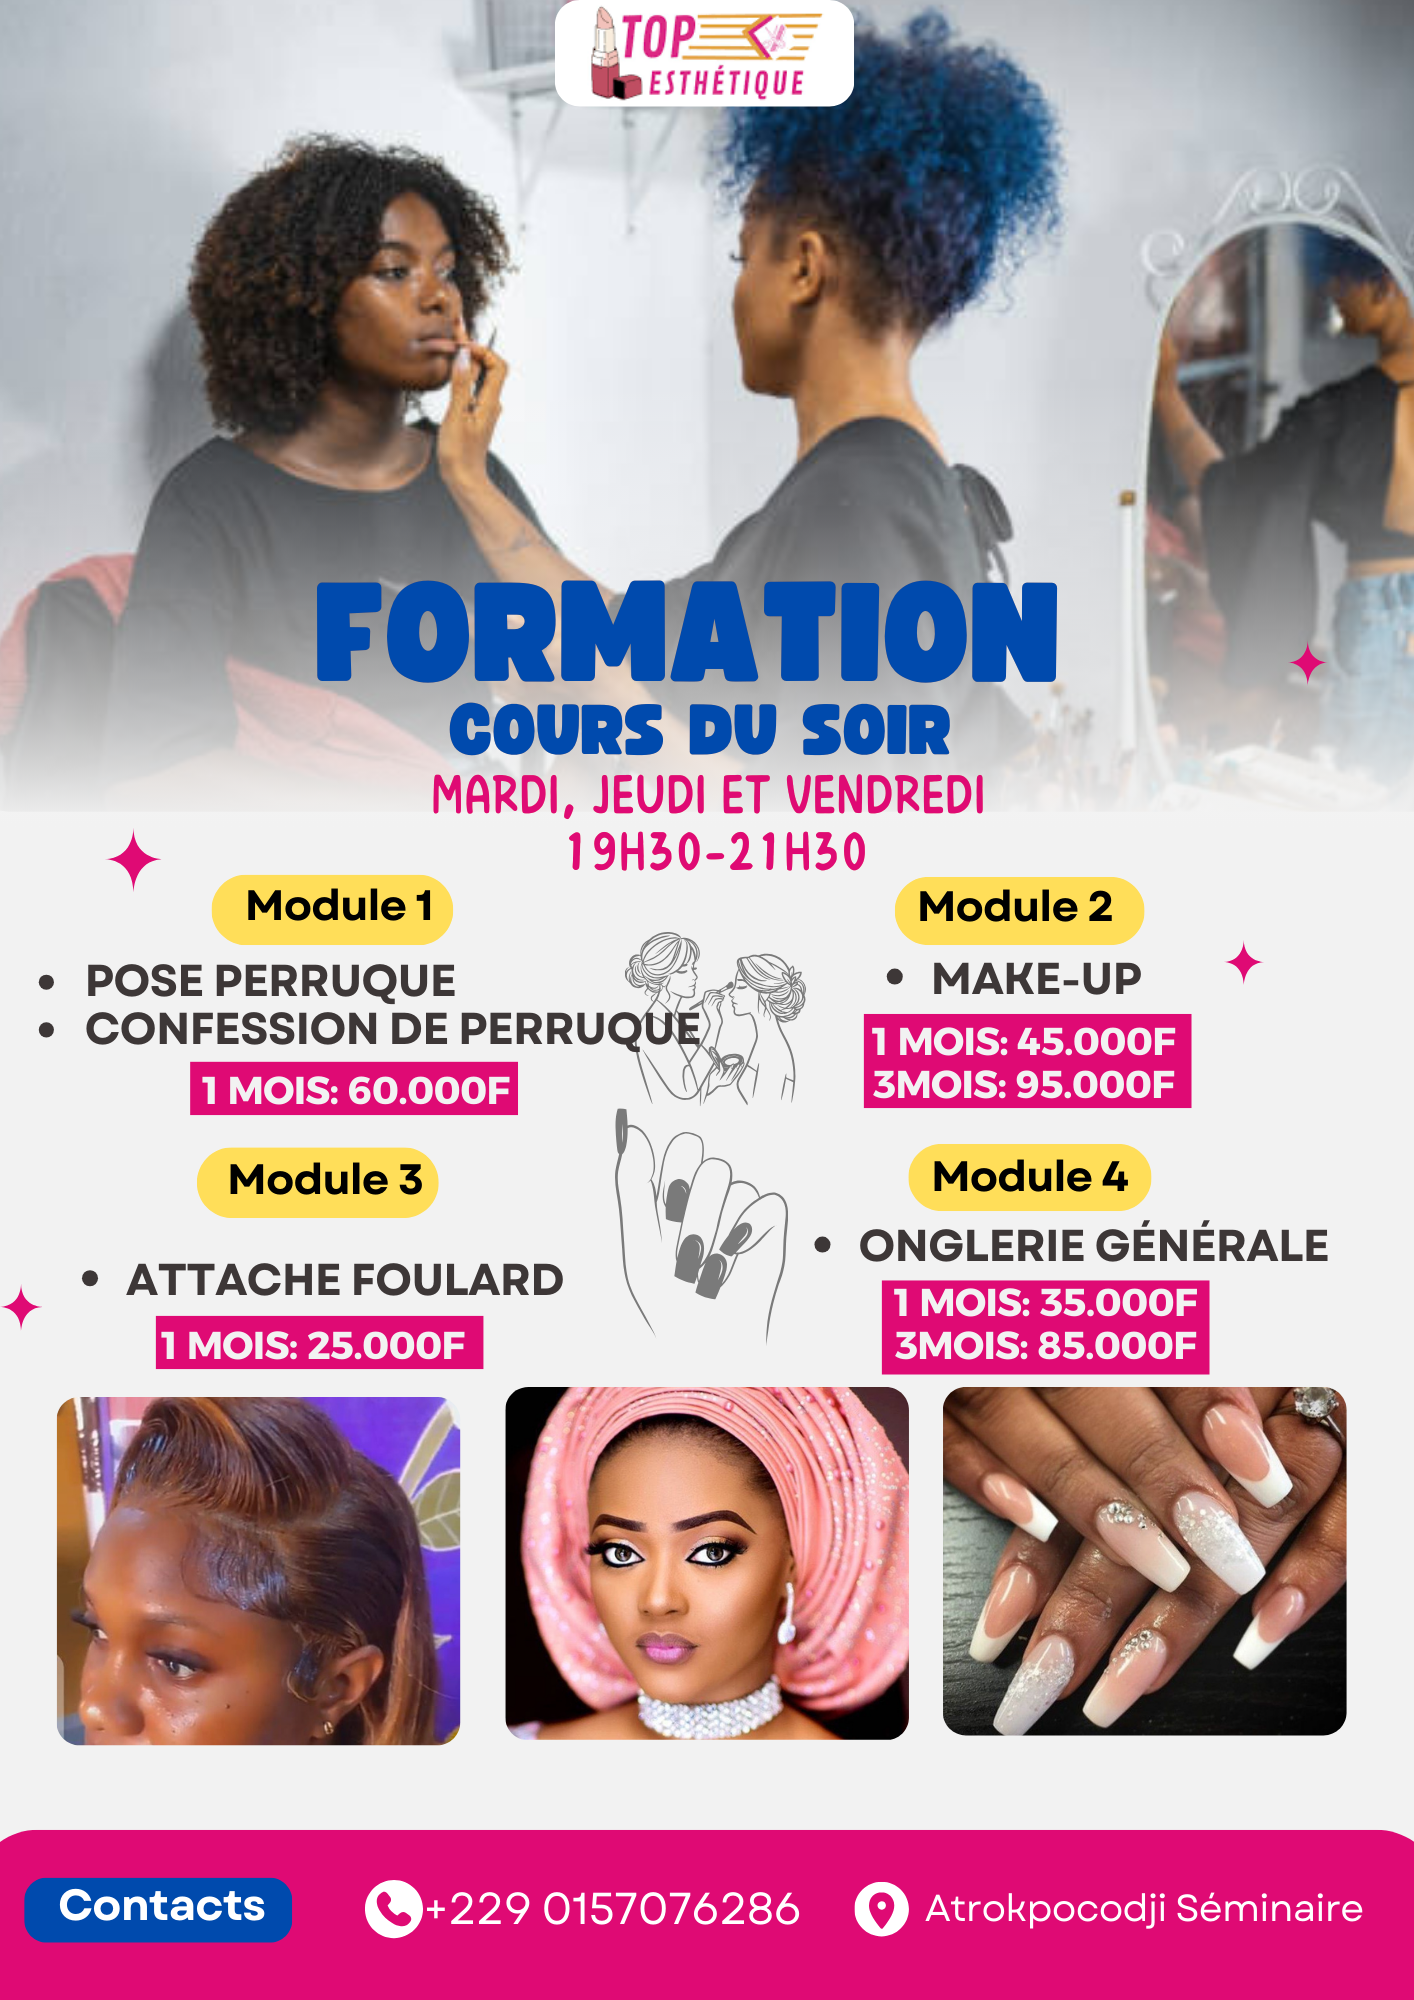 TOP
ESTHÉTIQUE
FORMATION
COURS DU SOIR
MARDI, JEUDI ET VENDREDI
19H30-21H30
Module 1
• POSE PERRUQUE
• CONFESSION DE PERRUQUE
1 MOIS: 60.000F
Module 2
• MAKE-UP
1 MOIS: 45.000F
3MOIS: 95.000F
Module 3
• ATTACHE FOULARD
1 MOIS: 25.000F
Module 4
• ONGLERIE GÉNÉRALE
1 MOIS: 35.000F
3MOIS: 85.000F
Contacts
+229 0157076286
Atrokpocodji Séminaire